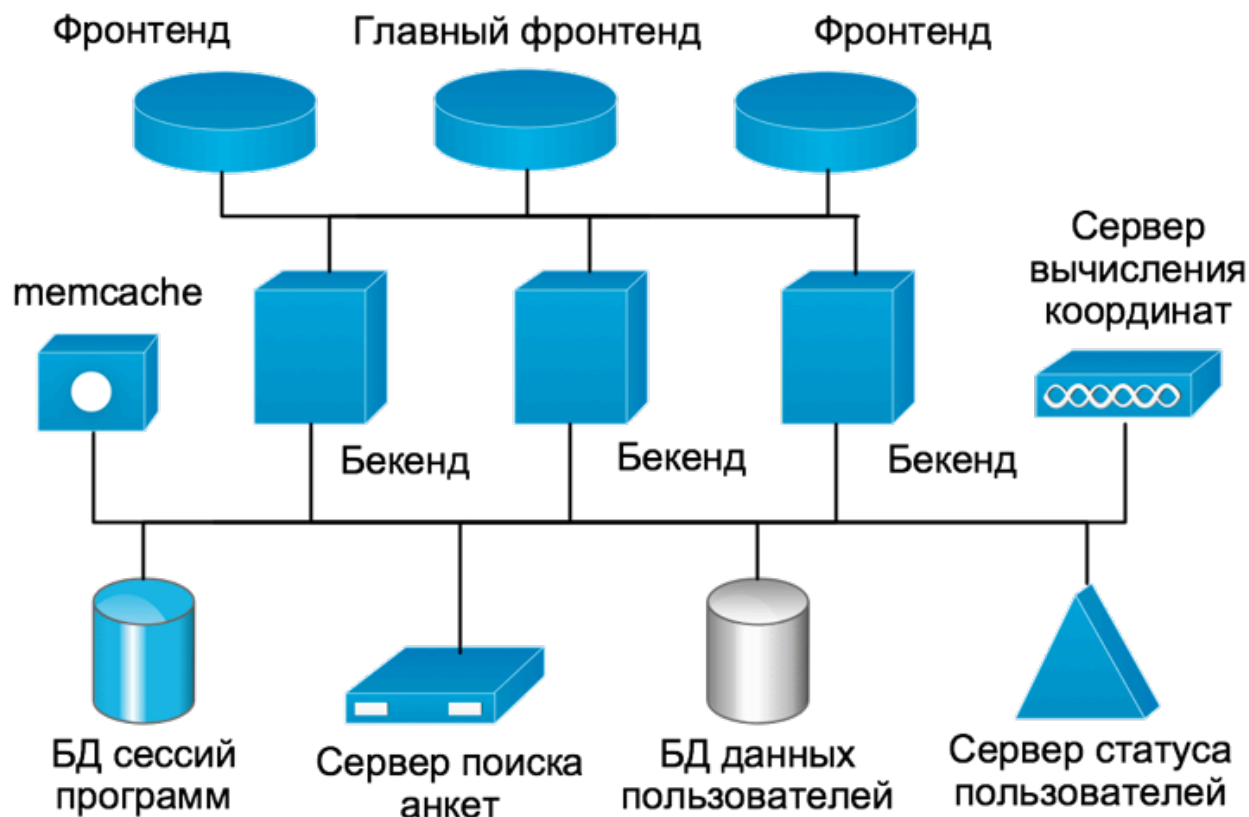 Фронтенд
Главный фронтенд
Фронтенд
memcache
Сервер
вычисления
координат
Бекенд
Бекенд
Бекенд
БД сессий
программ
Сервер поиска
анкет
БД данных
пользователей
Сервер статуса
пользователей